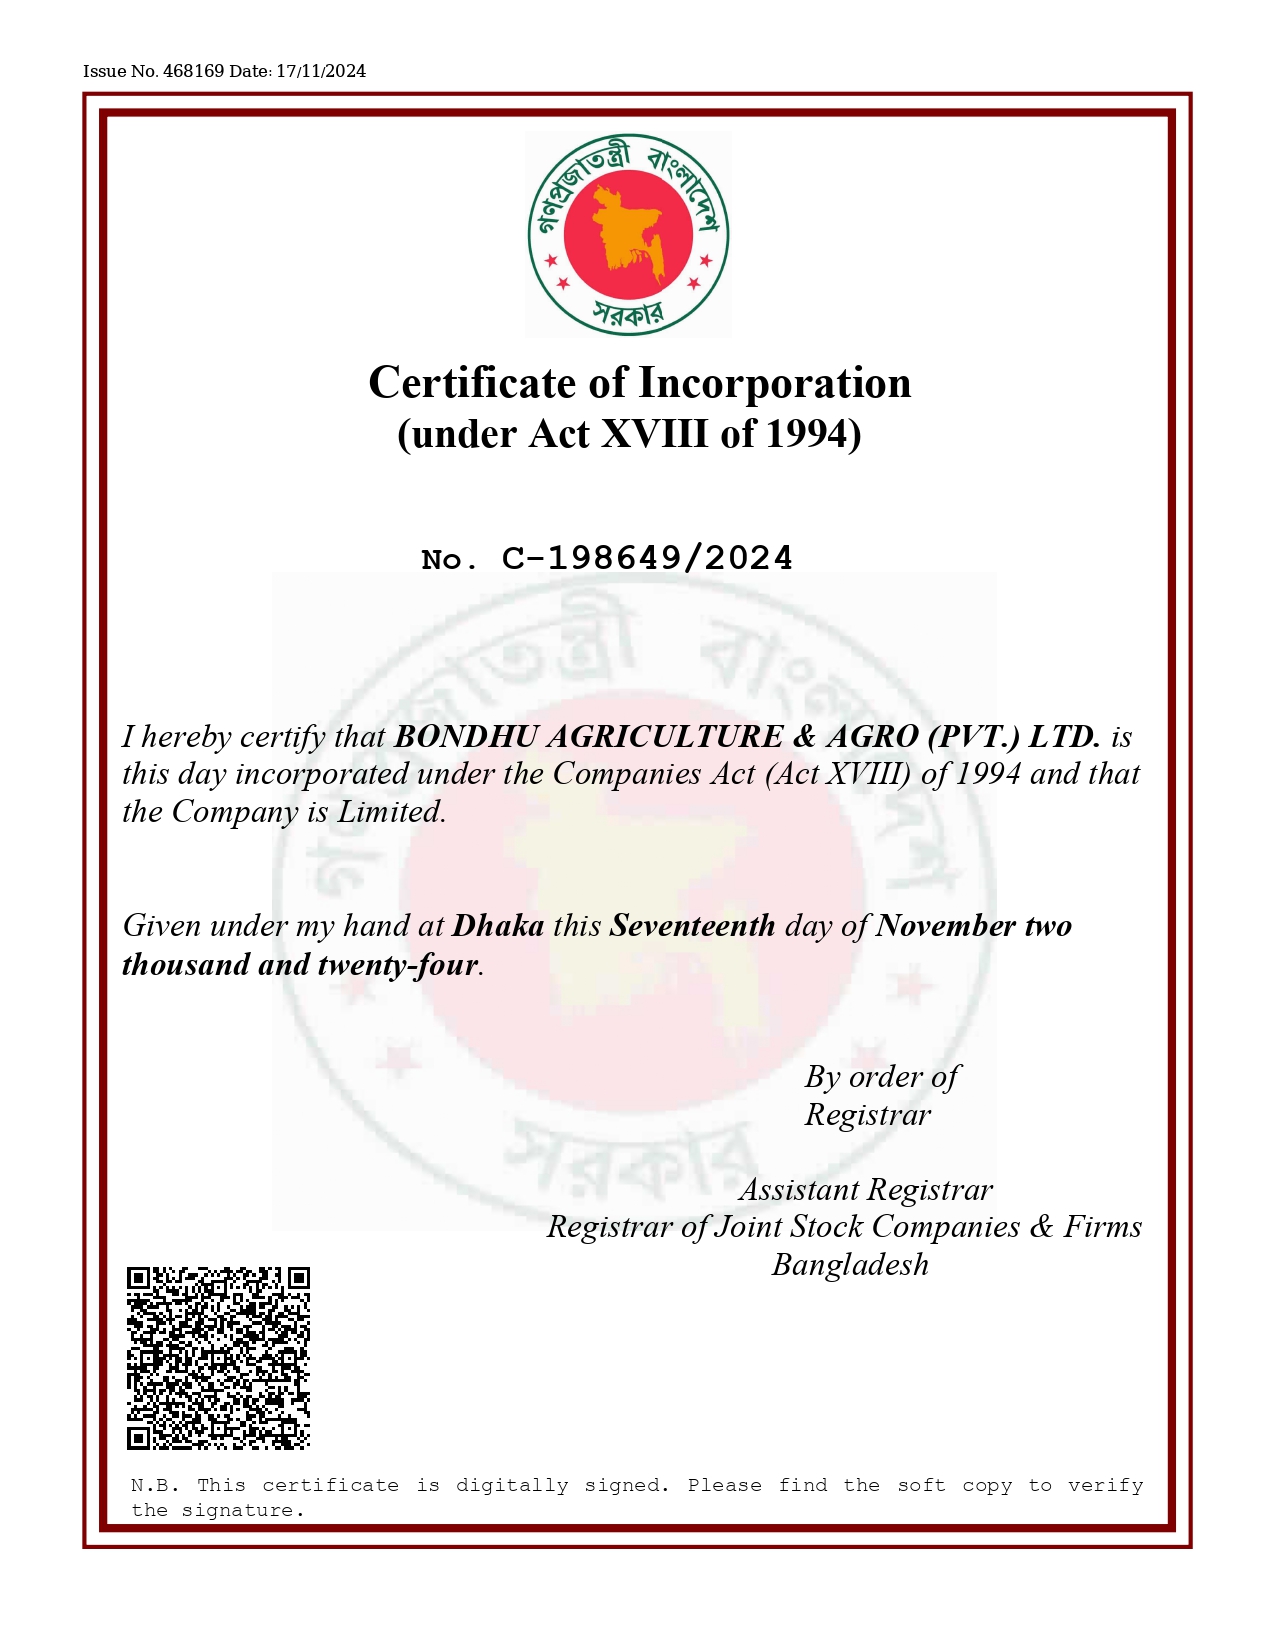 Issue No. 468169 Date: 17/11/2024
গণপ্রজাতন্ত্রী বাংলাদেশ
সরকার
Certificate of Incorporation
(under Act XVIII of 1994)
No. C-198649/2024
I hereby certify that BONDHU AGRICULTURE & AGRO (PVT.) LTD. is
this day incorporated under the Companies Act (Act XVIII) of 1994 and that
the Company is Limited.
Given under my hand at Dhaka this Seventeenth day of November two
thousand and twenty-four.
By order of
Registrar
Assistant Registrar
Registrar of Joint Stock Companies & Firms
Bangladesh
N.B. This certificate is digitally signed. Please find the soft copy to verify
the signature.
গণপ্রজাতন্ত্রী বাংলাদেশ
সরকার